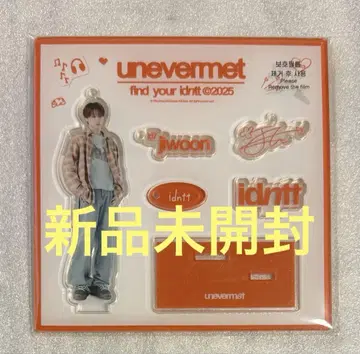 unevermet
find your idntt ©2025
보호필름
제거 후 사용
Please
Remove the film
jiwoon
idntt
idntt
新品未開封
unevermet